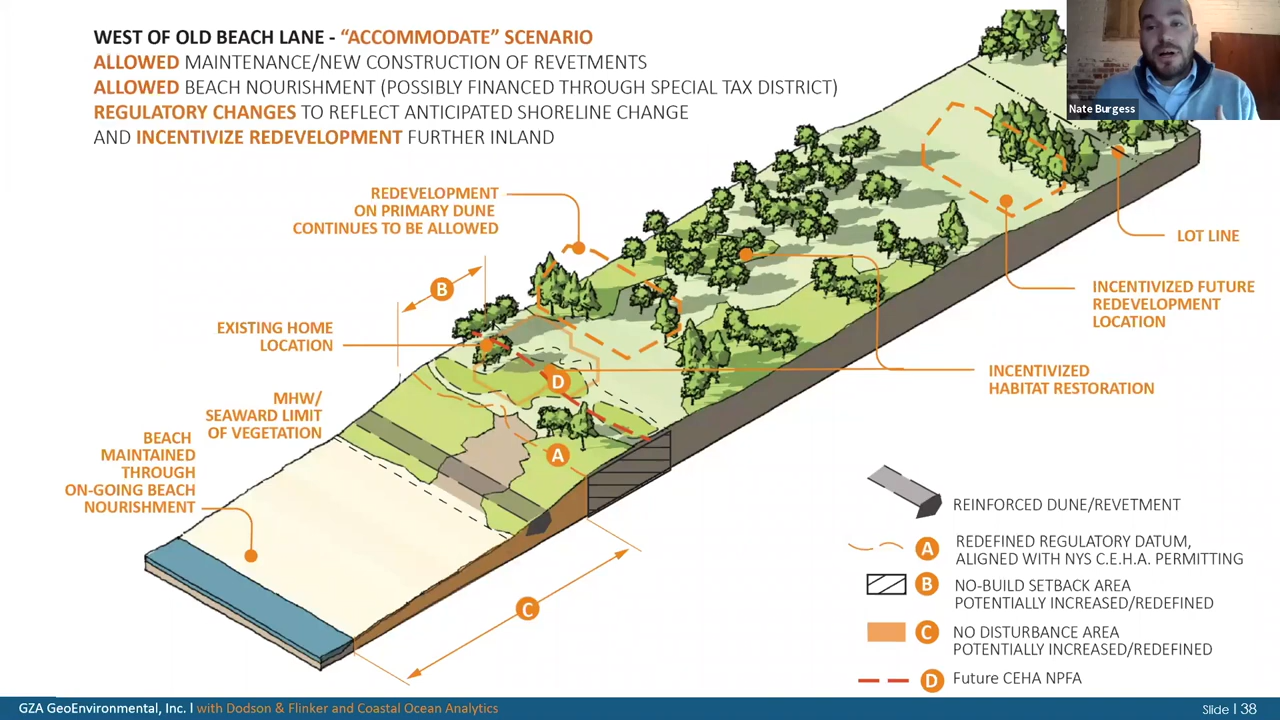 WEST OF OLD BEACH LANE - “ACCOMMODATE” SCENARIO
ALLOWED MAINTENANCE/NEW CONSTRUCTION OF REVETMENTS
ALLOWED BEACH NOURISHMENT (POSSIBLY FINANCED THROUGH SPECIAL TAX DISTRICT)
REGULATORY CHANGES TO REFLECT ANTICIPATED SHORELINE CHANGE
AND INCENTIVIZE REDEVELOPMENT FURTHER INLAND
Nate Burgess
REDEVELOPMENT
ON PRIMARY DUNE
CONTINUES TO BE ALLOWED
B
EXISTING HOME
LOCATION
MHW/
SEAWARD LIMIT
OF VEGETATION
BEACH
MAINTAINED
THROUGH
ON-GOING BEACH
NOURISHMENT
D
A
C
LOT LINE
INCENTIVIZED FUTURE
REDEVELOPMENT
LOCATION
INCENTIVIZED
HABITAT RESTORATION
REINFORCED DUNE/REVETMENT
A REDEFINED REGULATORY DATUM,
ALIGNED WITH NYS C.E.H.A. PERMITTING
B NO-BUILD SETBACK AREA
POTENTIALLY INCREASED/REDEFINED
C NO DISTURBANCE AREA
POTENTIALLY INCREASED/REDEFINED
D Future CEHA NPFA
GZA GeoEnvironmental, Inc. | with Dodson & Flinker and Coastal Ocean Analytics
Slide | 38